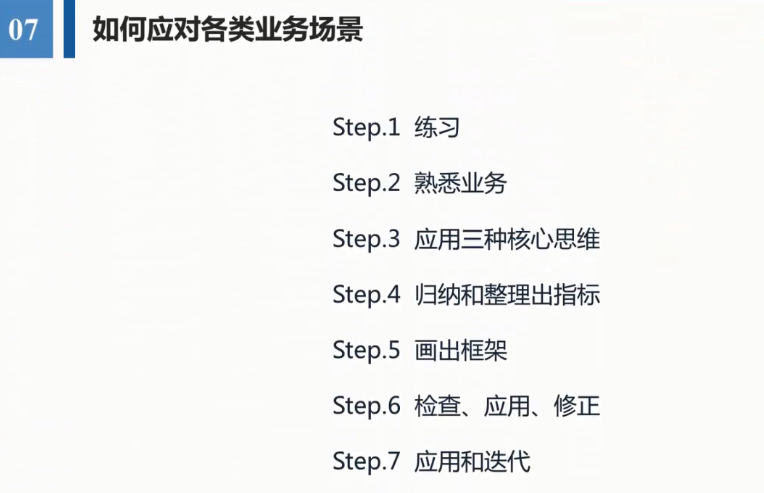 07 如何应对各类业务场景
Step.1 练习
Step.2 熟悉业务
Step.3 应用三种核心思维
Step.4 归纳和整理出指标
Step.5 画出框架
Step.6 检查、应用、修正
Step.7 应用和迭代